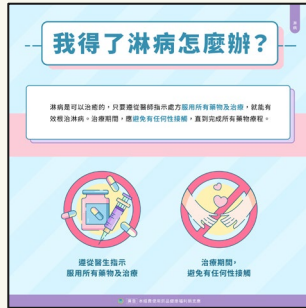 我得了淋病怎麼辦？
淋病是可以治癒的，只要遵從醫師指示處方服用所有藥物及治療，就能有
效根治淋病。治療期間，應避免有任何性接觸，直到完成所有藥物療程。
遵從醫生指示
服用所有藥物及治療
治療期間，
避免有任何性接觸